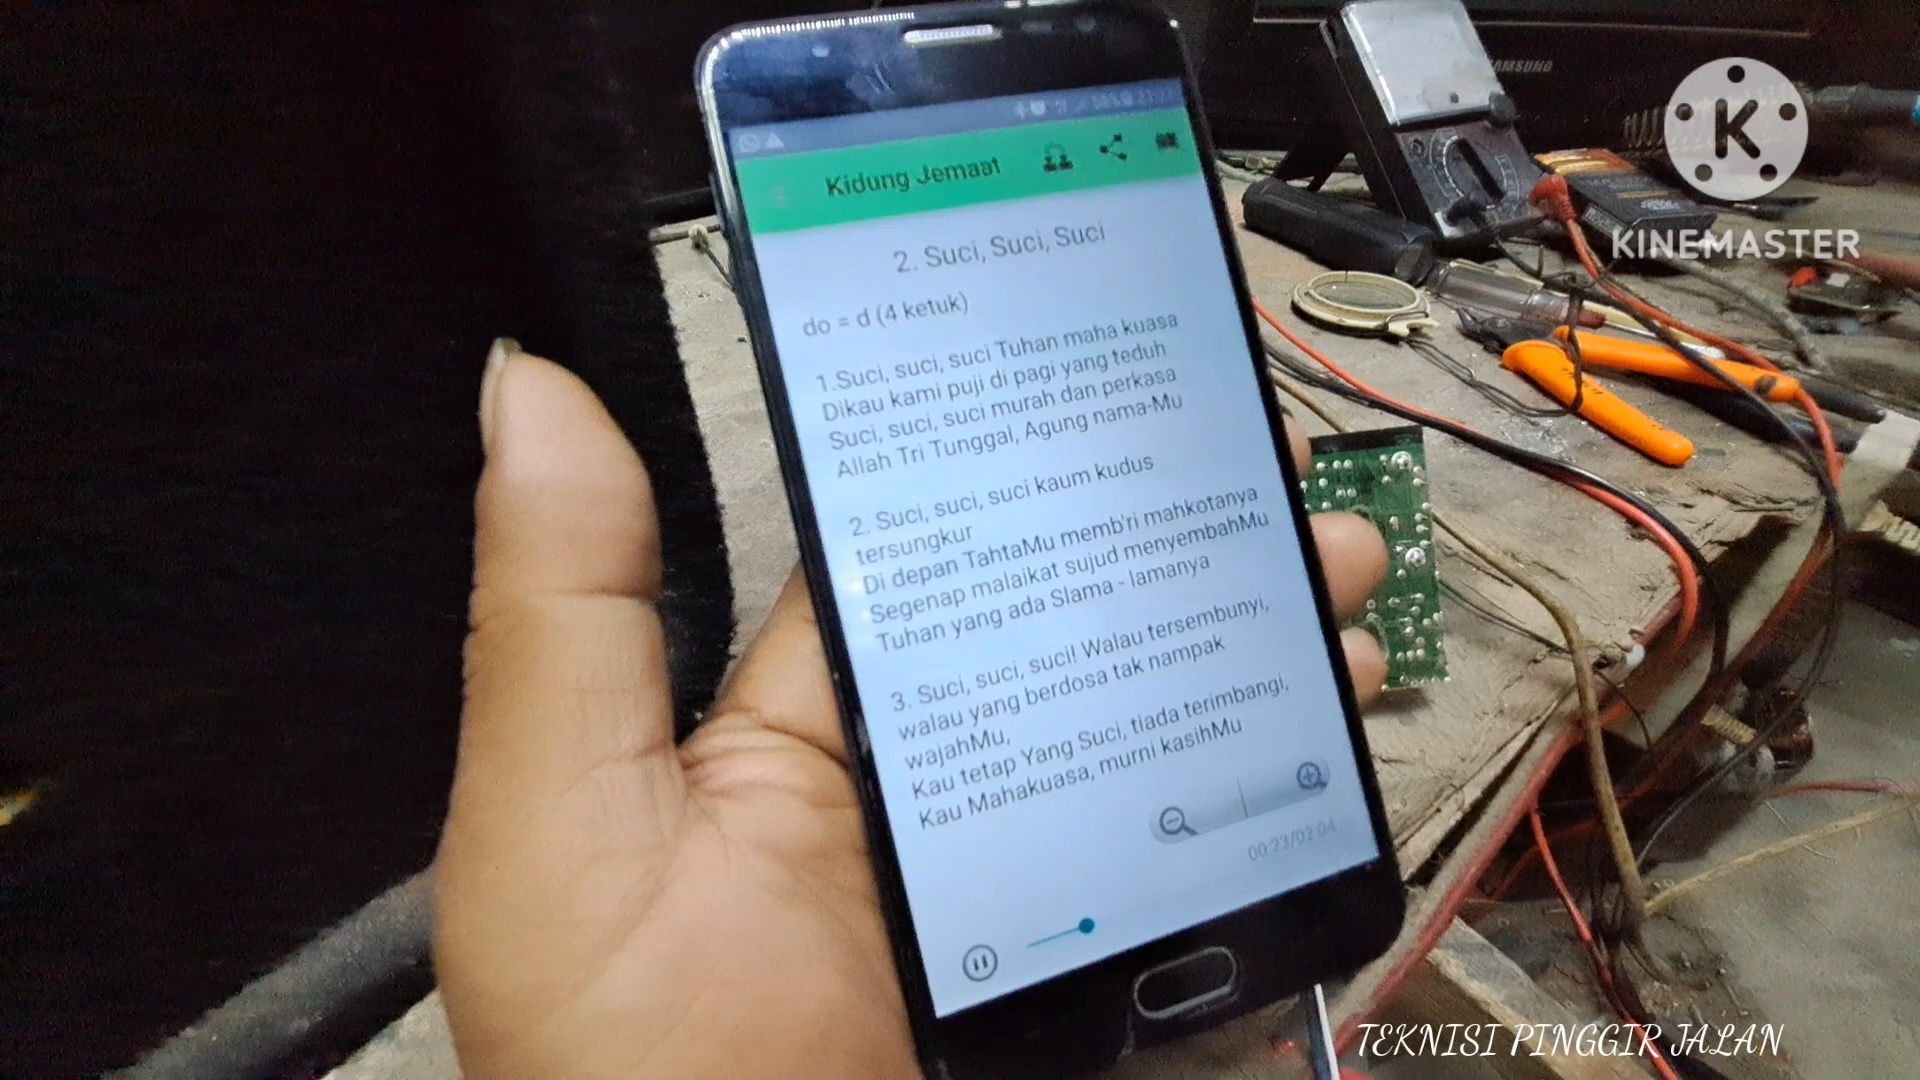 SAMSUNG
K
KINEMASTER
Kidung Jemaat
2. Suci, Suci, Suci
do = d (4 ketuk)
1.Suci, suci, suci Tuhan maha kuasa
Dikau kami puji di pagi yang teduh
Suci, suci, suci murah dan perkasa
Allah Tri Tunggal, Agung nama-Mu
2. Suci, suci, suci kaum kudus
tersungkur
Di depan TahtaMu memb'ri mahkotanya
Segenap malaikat sujud menyembahMu
Tuhan yang ada Slama - lamanya
3. Suci, suci, suci! Walau tersembunyi,
walau yang berdosa tak nampak
wajahMu,
Kau tetap Yang Suci, tiada terimbangi,
Kau Mahakuasa, murni kasihMu
00:23/02:04
TEKNISI PINGGIR JALAN